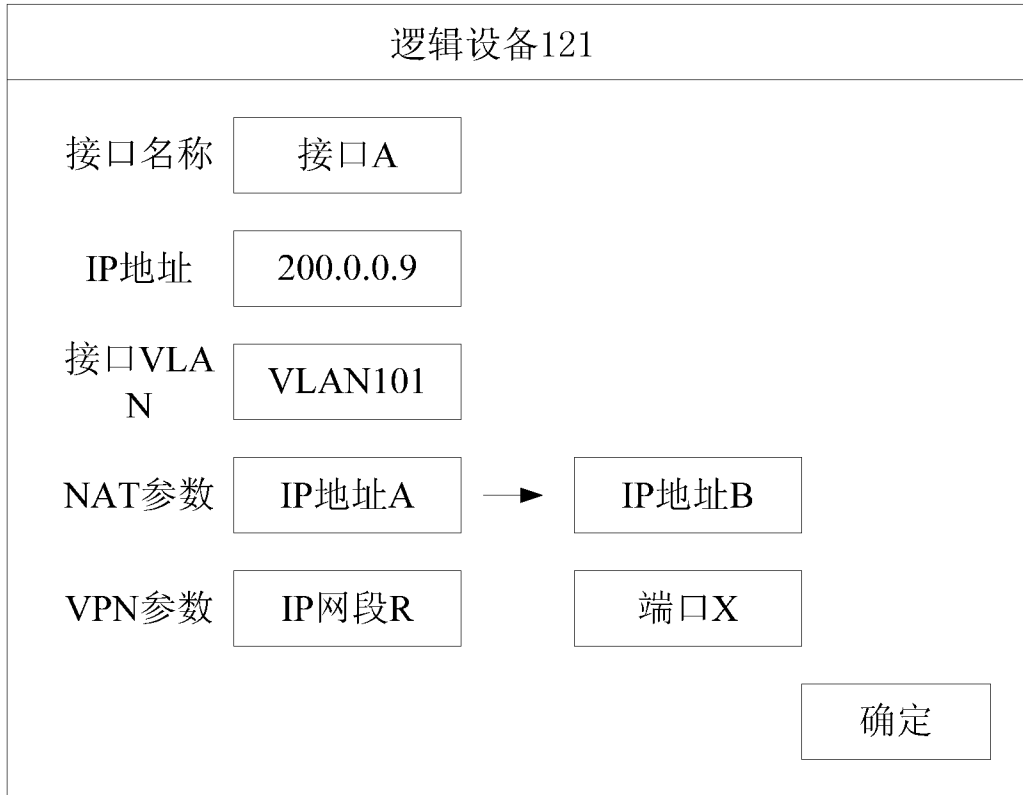 逻辑设备121
接口名称 接口A
IP地址 200.0.0.9
接口VLA
N
VLAN101
NAT参数 IP地址A IP地址B
VPN参数 IP网段R 端口X
确定